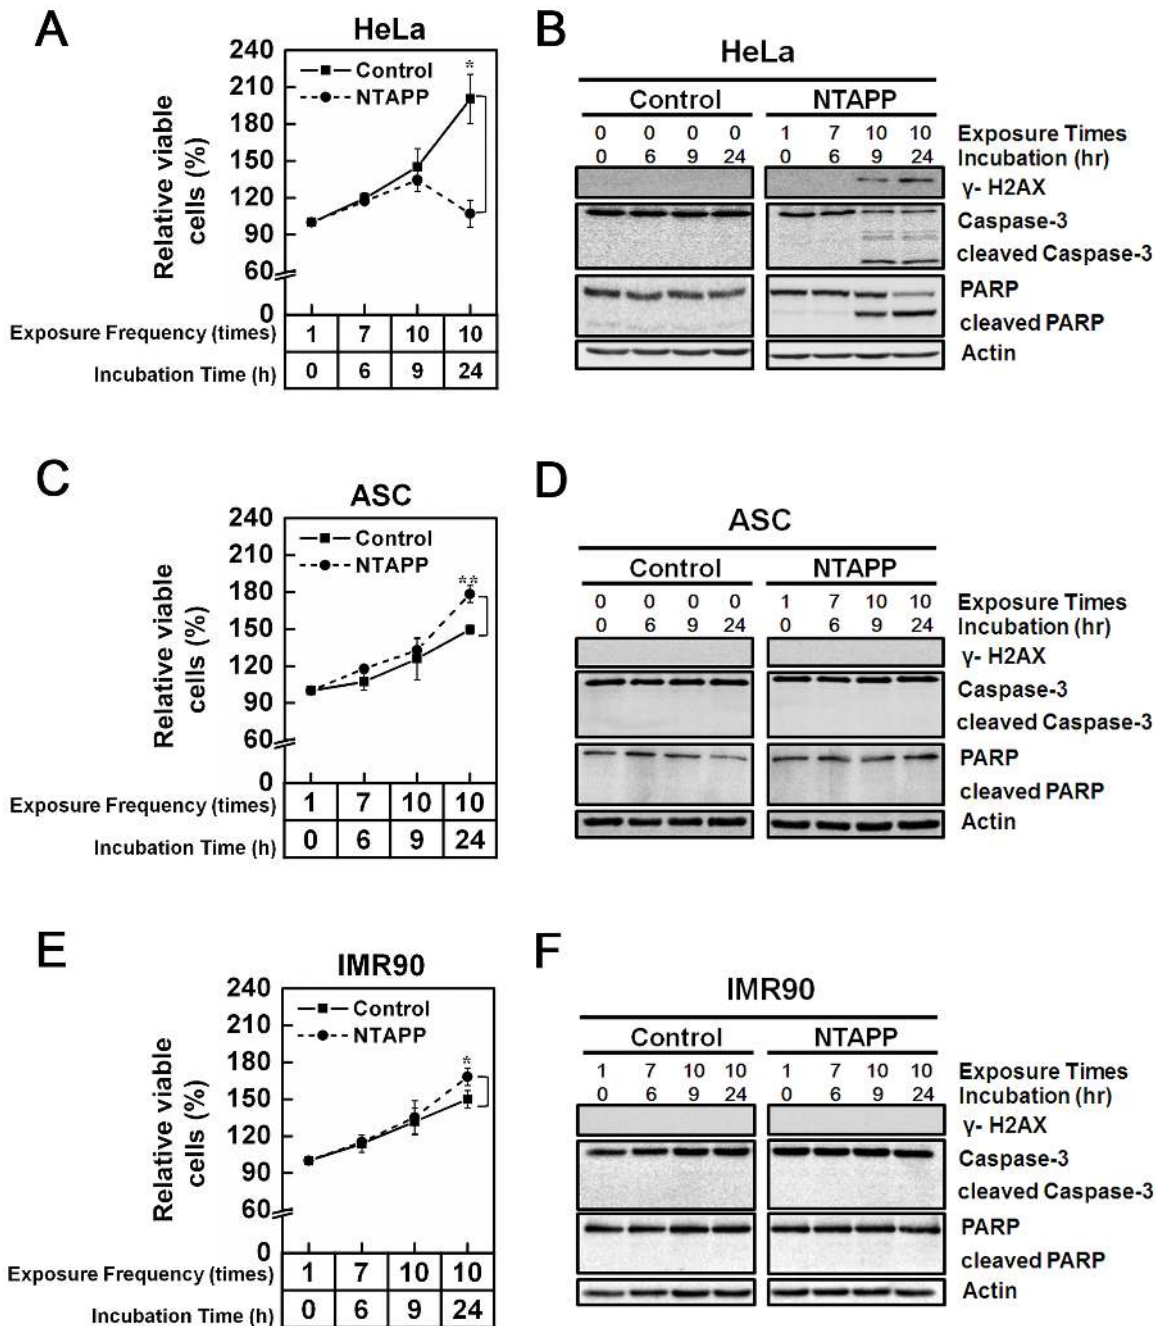 A
HeLa
240
210
180
150
120
90
60
0
Relative viable
cells (%)
Control
NTAPP
*
Exposure Frequency (times) 1 7 10 10
Incubation Time (h) 0 6 9 24
B
HeLa
Control NTAPP
0 0 0 0 1 7 10 10 Exposure Times
0 6 9 24 0 6 9 24 Incubation (hr)
γ- H2AX
Caspase-3
cleaved Caspase-3
PARP
cleaved PARP
Actin
C
ASC
240
210
180
150
120
90
60
0
Relative viable
cells (%)
Control
NTAPP
**
Exposure Frequency (times) 1 7 10 10
Incubation Time (h) 0 6 9 24
D
ASC
Control NTAPP
0 0 0 0 1 7 10 10 Exposure Times
0 6 9 24 0 6 9 24 Incubation (hr)
γ- H2AX
Caspase-3
cleaved Caspase-3
PARP
cleaved PARP
Actin
E
IMR90
240
210
180
150
120
90
60
0
Relative viable
cells (%)
Control
NTAPP
*
Exposure Frequency (times) 1 7 10 10
Incubation Time (h) 0 6 9 24
F
IMR90
Control NTAPP
1 7 10 10 1 7 10 10 Exposure Times
0 6 9 24 0 6 9 24 Incubation (hr)
γ- H2AX
Caspase-3
cleaved Caspase-3
PARP
cleaved PARP
Actin